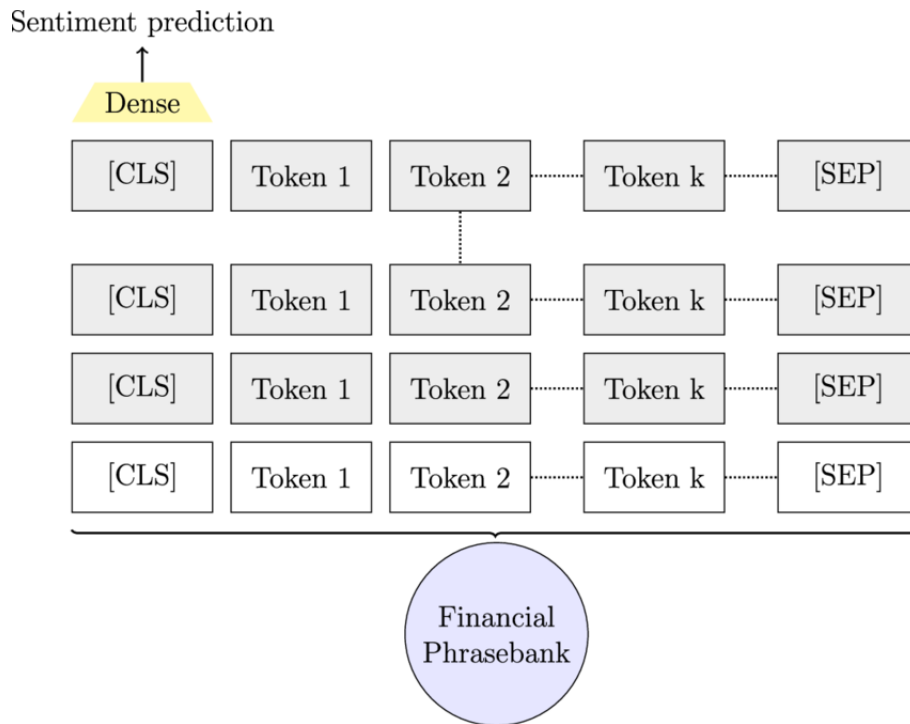 Sentiment prediction
Dense
[CLS] Token 1 Token 2 Token k [SEP]
[CLS] Token 1 Token 2 Token k [SEP]
[CLS] Token 1 Token 2 Token k [SEP]
[CLS] Token 1 Token 2 Token k [SEP]
Financial
Phrasebank